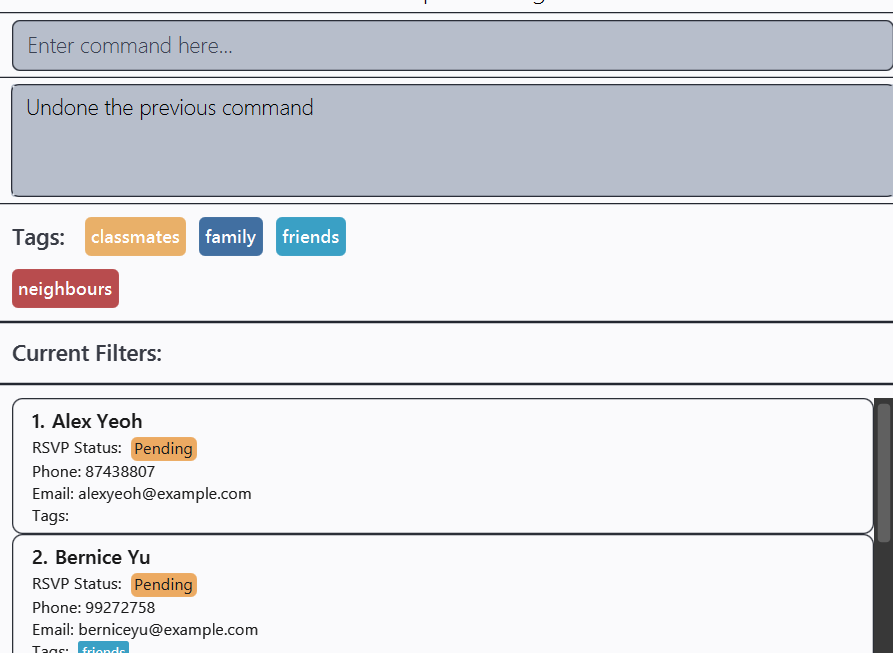 Enter command here...
Undone the previous command
Tags: classmates family friends
neighbours
Current Filters:
1. Alex Yeoh
RSVP Status: Pending
Phone: 87438807
Email: alexyeoh@example.com
Tags:
2. Bernice Yu
RSVP Status: Pending
Phone: 99272758
Email: berniceyu@example.com
Tags: friends